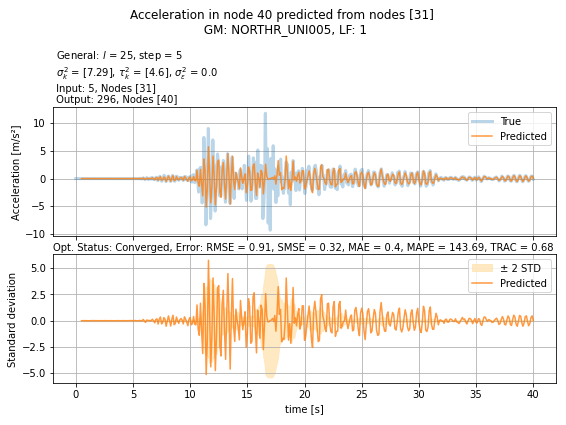 Acceleration in node 40 predicted from nodes [31]
GM: NORTHR_UNI005, LF: 1
General: l = 25, step = 5
σ²ₖ = [7.29], τ²ₖ = [4.6], σ²ε = 0.0
Input: 5, Nodes [31]
Output: 296, Nodes [40]
Acceleration [m/s²]
10
5
0
−5
−10
True
Predicted
Opt. Status: Converged, Error: RMSE = 0.91, SMSE = 0.32, MAE = 0.4, MAPE = 143.69, TRAC = 0.68
Standard deviation
5.0
2.5
0.0
−2.5
−5.0
± 2 STD
Predicted
0 5 10 15 20 25 30 35 40
time [s]